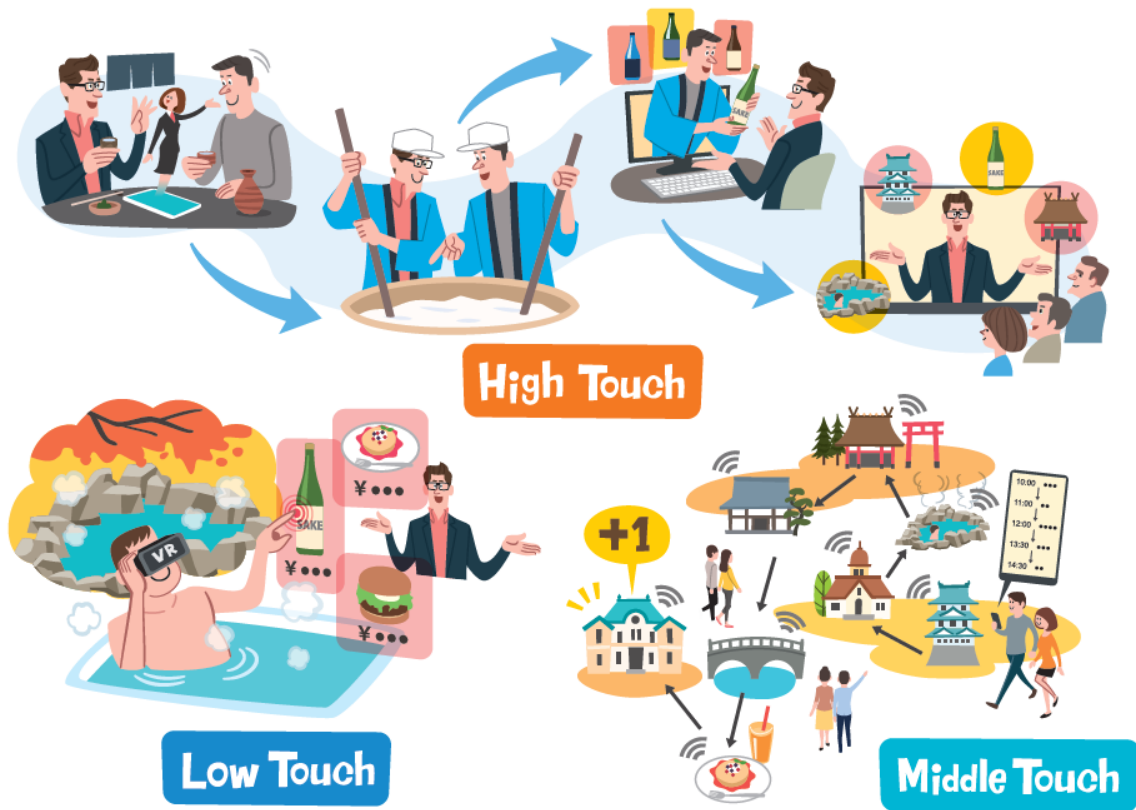 SAKE
SAKE
High Touch
¥ •••
SAKE
¥ •••
VR
¥ •••
Low Touch
+1
10:00 •••
11:00 ••
12:00 ••••
13:30 •••
14:30 ••
Middle Touch